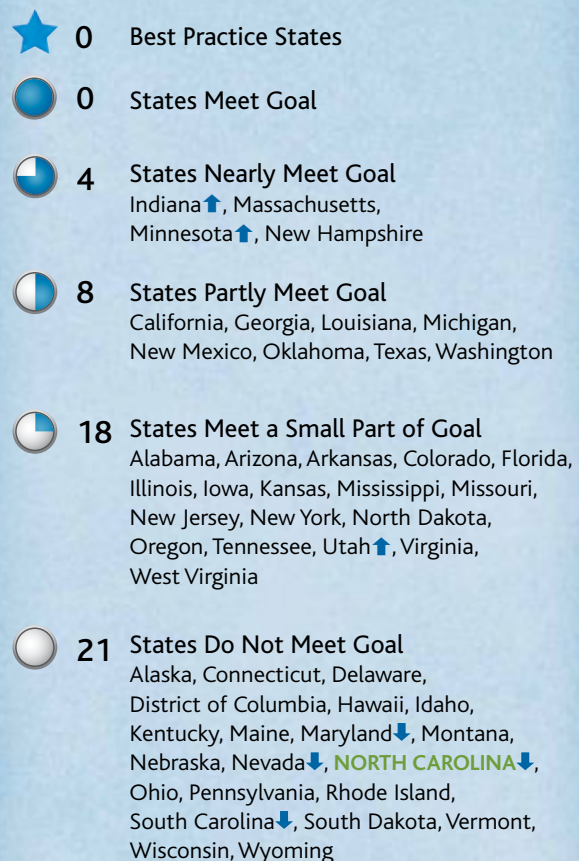 0 Best Practice States
0 States Meet Goal
4 States Nearly Meet Goal
Indiana⬆, Massachusetts,
Minnesota⬆, New Hampshire
8 States Partly Meet Goal
California, Georgia, Louisiana, Michigan,
New Mexico, Oklahoma, Texas, Washington
18 States Meet a Small Part of Goal
Alabama, Arizona, Arkansas, Colorado, Florida,
Illinois, Iowa, Kansas, Mississippi, Missouri,
New Jersey, New York, North Dakota,
Oregon, Tennessee, Utah⬆, Virginia,
West Virginia
21 States Do Not Meet Goal
Alaska, Connecticut, Delaware,
District of Columbia, Hawaii, Idaho,
Kentucky, Maine, Maryland⬇, Montana,
Nebraska, Nevada⬇, NORTH CAROLINA⬇,
Ohio, Pennsylvania, Rhode Island,
South Carolina⬇, South Dakota, Vermont,
Wisconsin, Wyoming